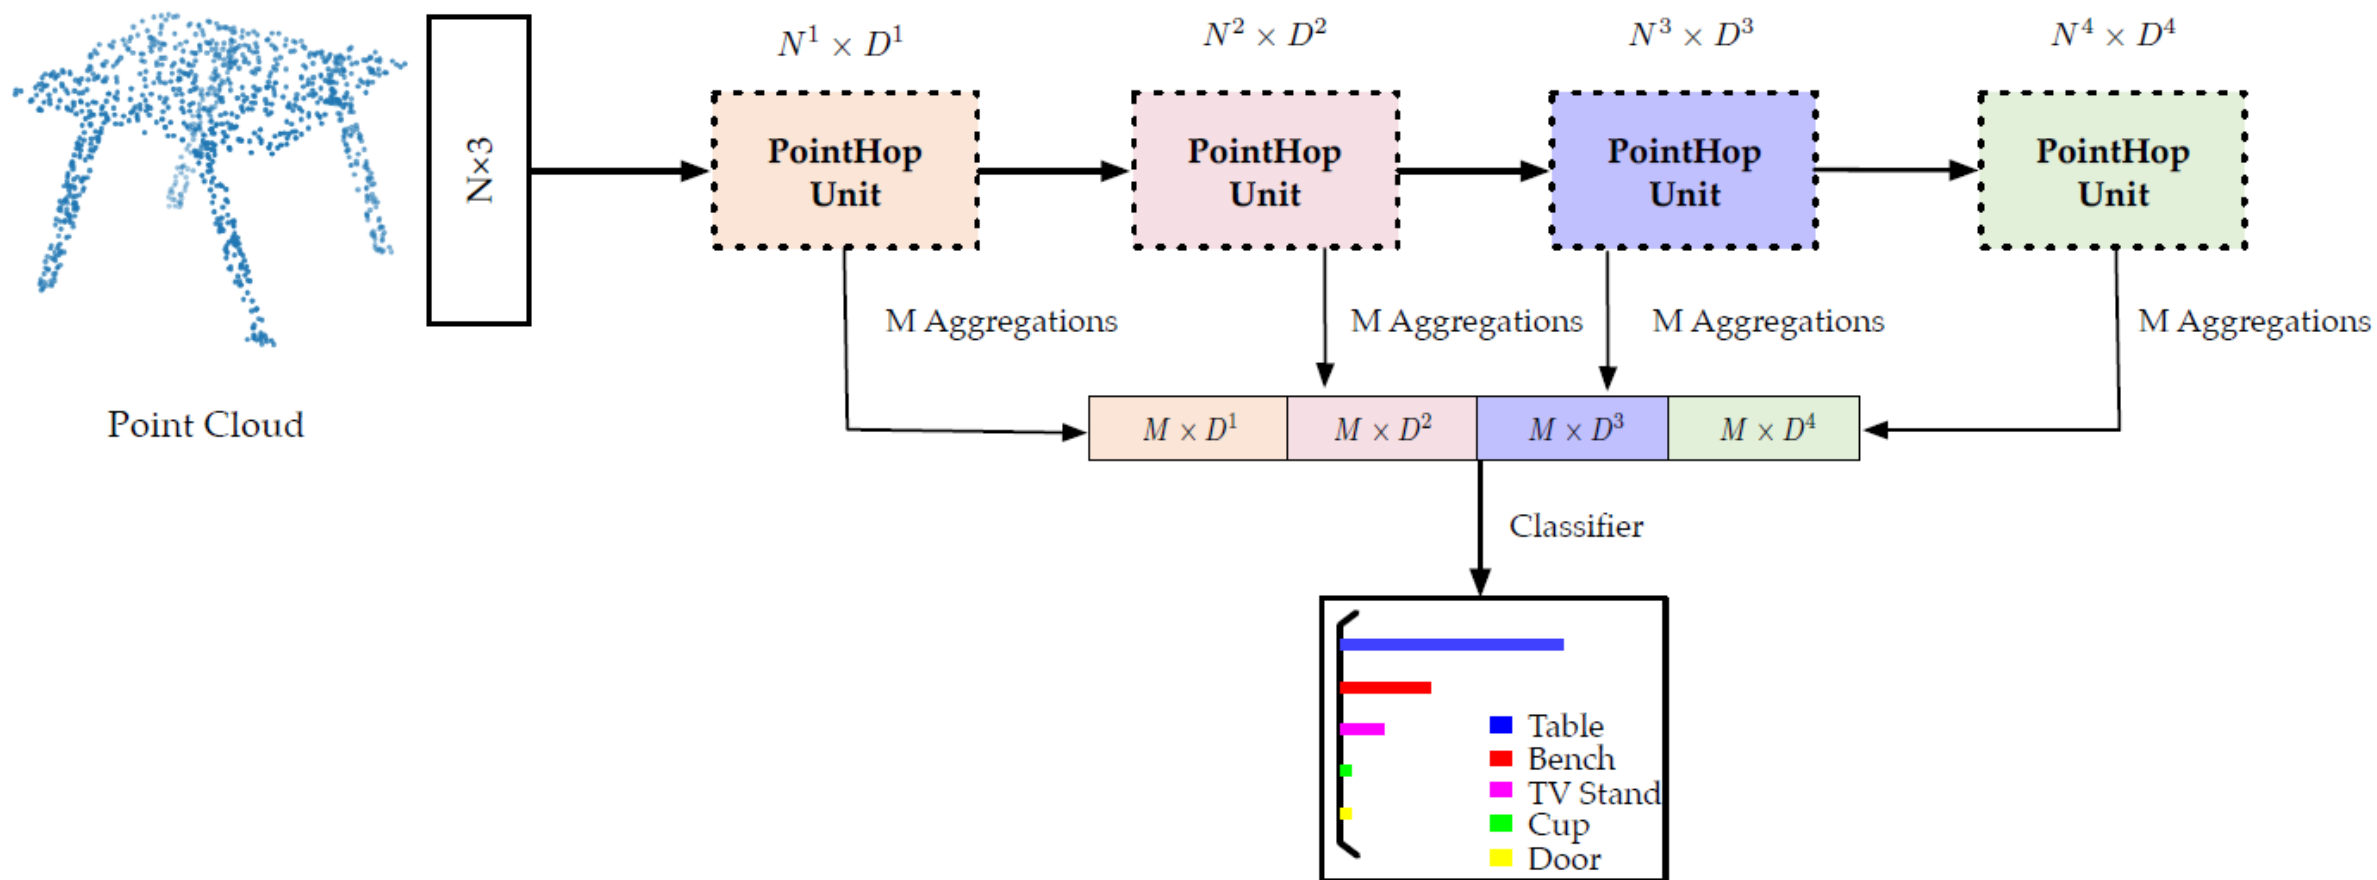 N×3
N¹ × D¹
N² × D²
N³ × D³
N⁴ × D⁴
PointHop
Unit
PointHop
Unit
PointHop
Unit
PointHop
Unit
M Aggregations
M Aggregations
M Aggregations
M Aggregations
Point Cloud
M × D¹
M × D²
M × D³
M × D⁴
Classifier
Table
Bench
TV Stand
Cup
Door